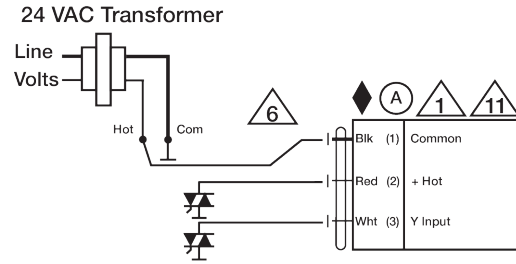 24 VAC Transformer
Line
Volts
Hot
Com
6
A
1
11
Blk (1) Common
Red (2) + Hot
Wht (3) Y Input